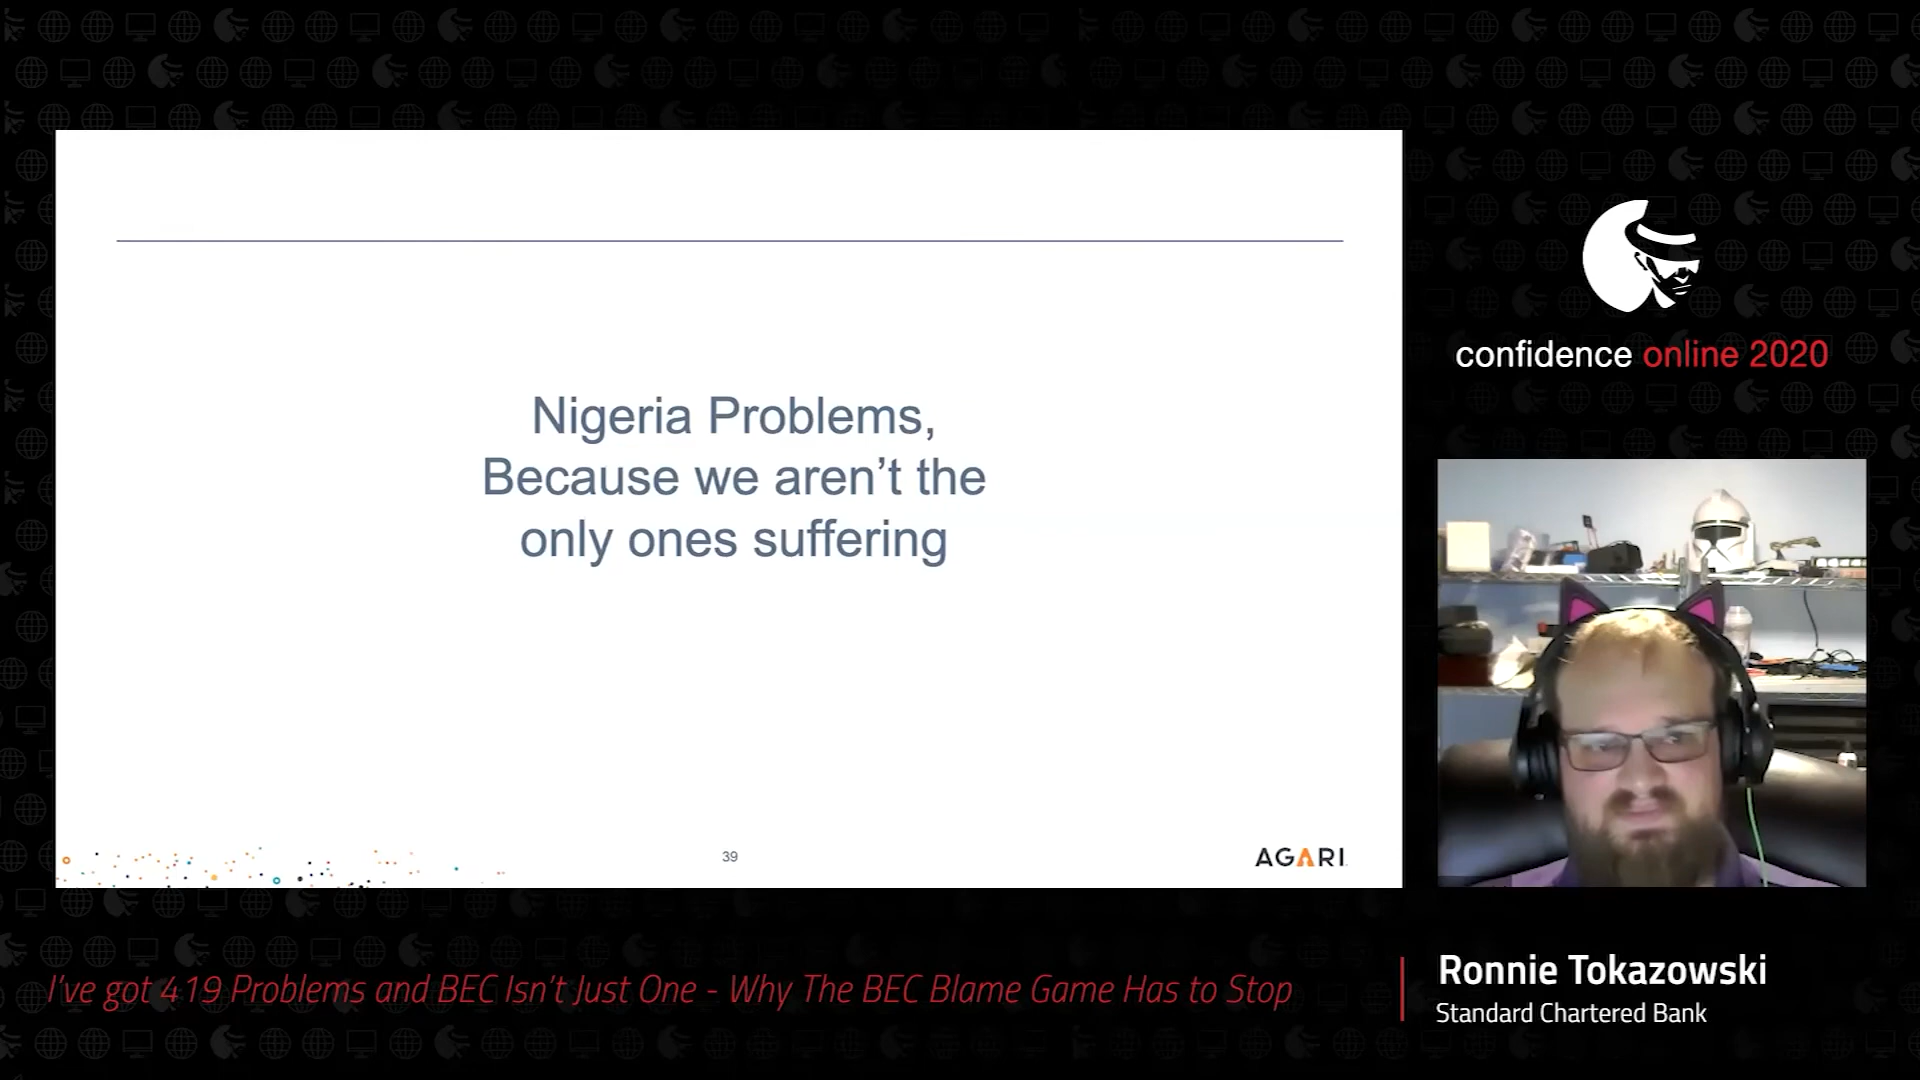 Nigeria Problems,
Because we aren’t the
only ones suffering
39
AGARI
confidence online 2020
I've got 419 Problems and BEC Isn't Just One - Why The BEC Blame Game Has to Stop
Ronnie Tokazowski
Standard Chartered Bank